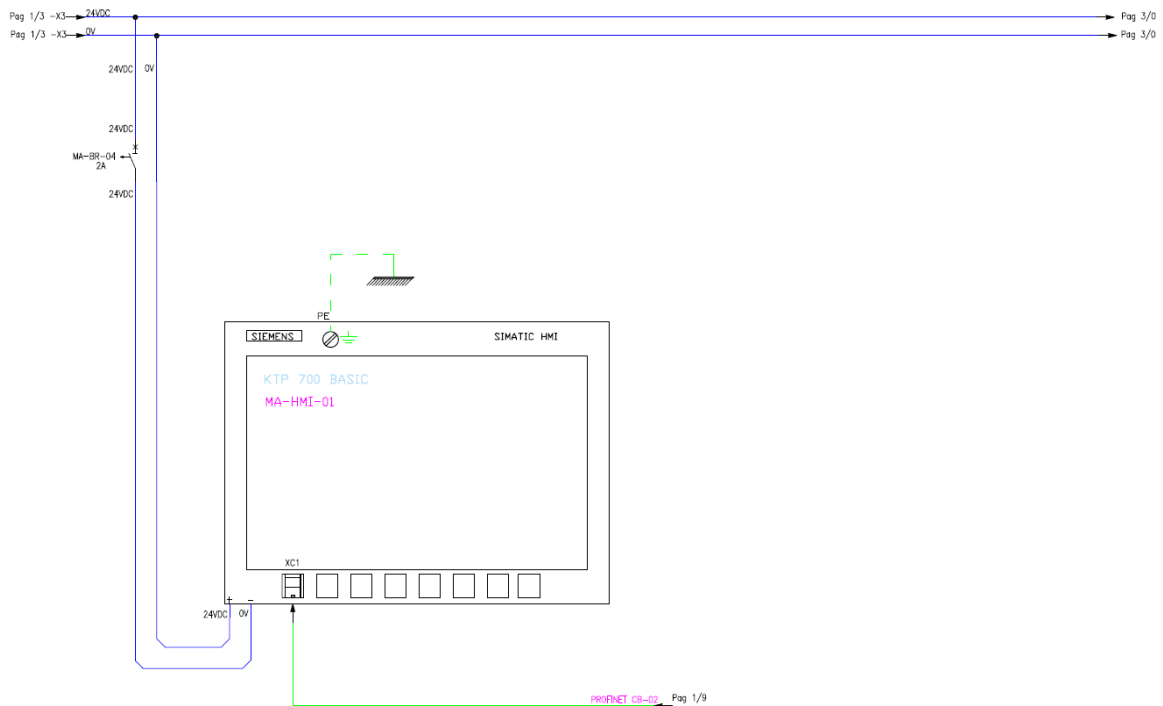 Pag 1/3 -X3 24VDC Pag 3/0
Pag 1/3 -X3 0V Pag 3/0
24VDC 0V
24VDC
MA-BR-04
2A
24VDC
PE
SIEMENS SIMATIC HMI
KTP 700 BASIC
MA-HMI-01
XC1
+ -
24VDC 0V
PROFINET CB-02 Pag 1/9